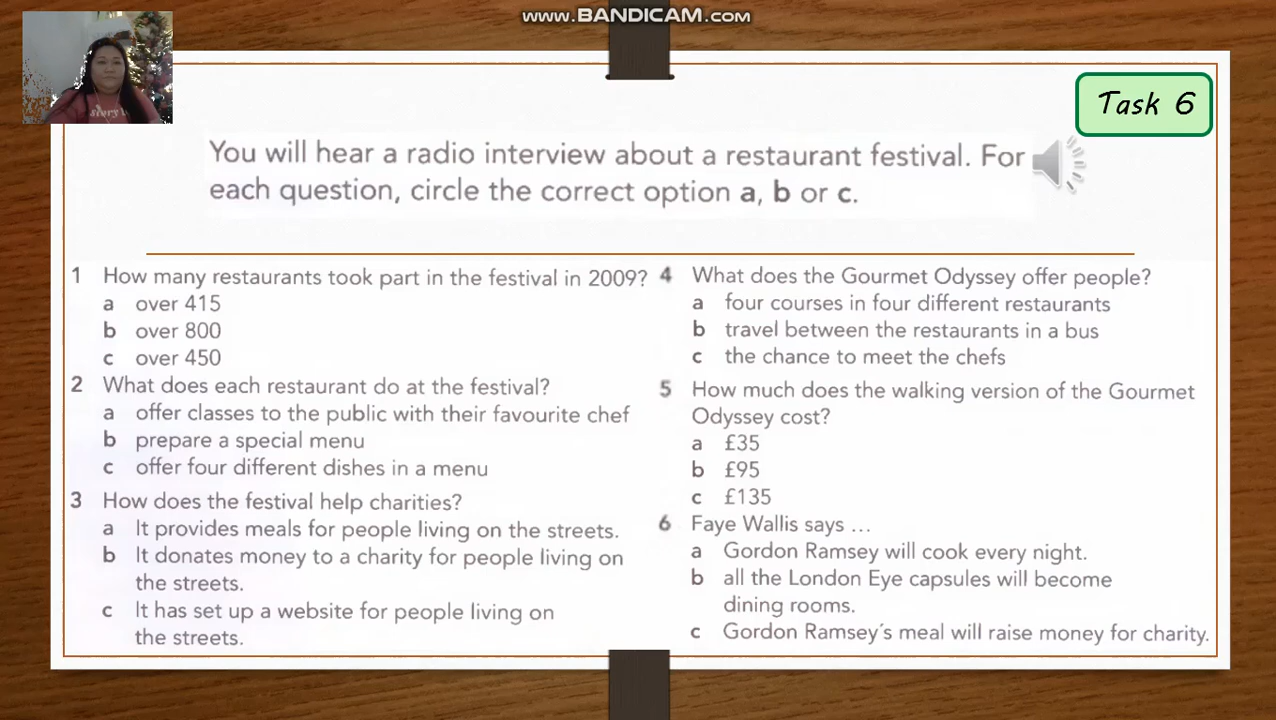 www.BANDICAM.com
Task 6
You will hear a radio interview about a restaurant festival. For
each question, circle the correct option a, b or c.
1 How many restaurants took part in the festival in 2009?
a over 415
b over 800
c over 450
2 What does each restaurant do at the festival?
a offer classes to the public with their favourite chef
b prepare a special menu
c offer four different dishes in a menu
3 How does the festival help charities?
a It provides meals for people living on the streets.
b It donates money to a charity for people living on
the streets.
c It has set up a website for people living on
the streets.
4 What does the Gourmet Odyssey offer people?
a four courses in four different restaurants
b travel between the restaurants in a bus
c the chance to meet the chefs
5 How much does the walking version of the Gourmet
Odyssey cost?
a £35
b £95
c £135
6 Faye Wallis says ...
a Gordon Ramsey will cook every night.
b all the London Eye capsules will become
dining rooms.
c Gordon Ramsey's meal will raise money for charity.